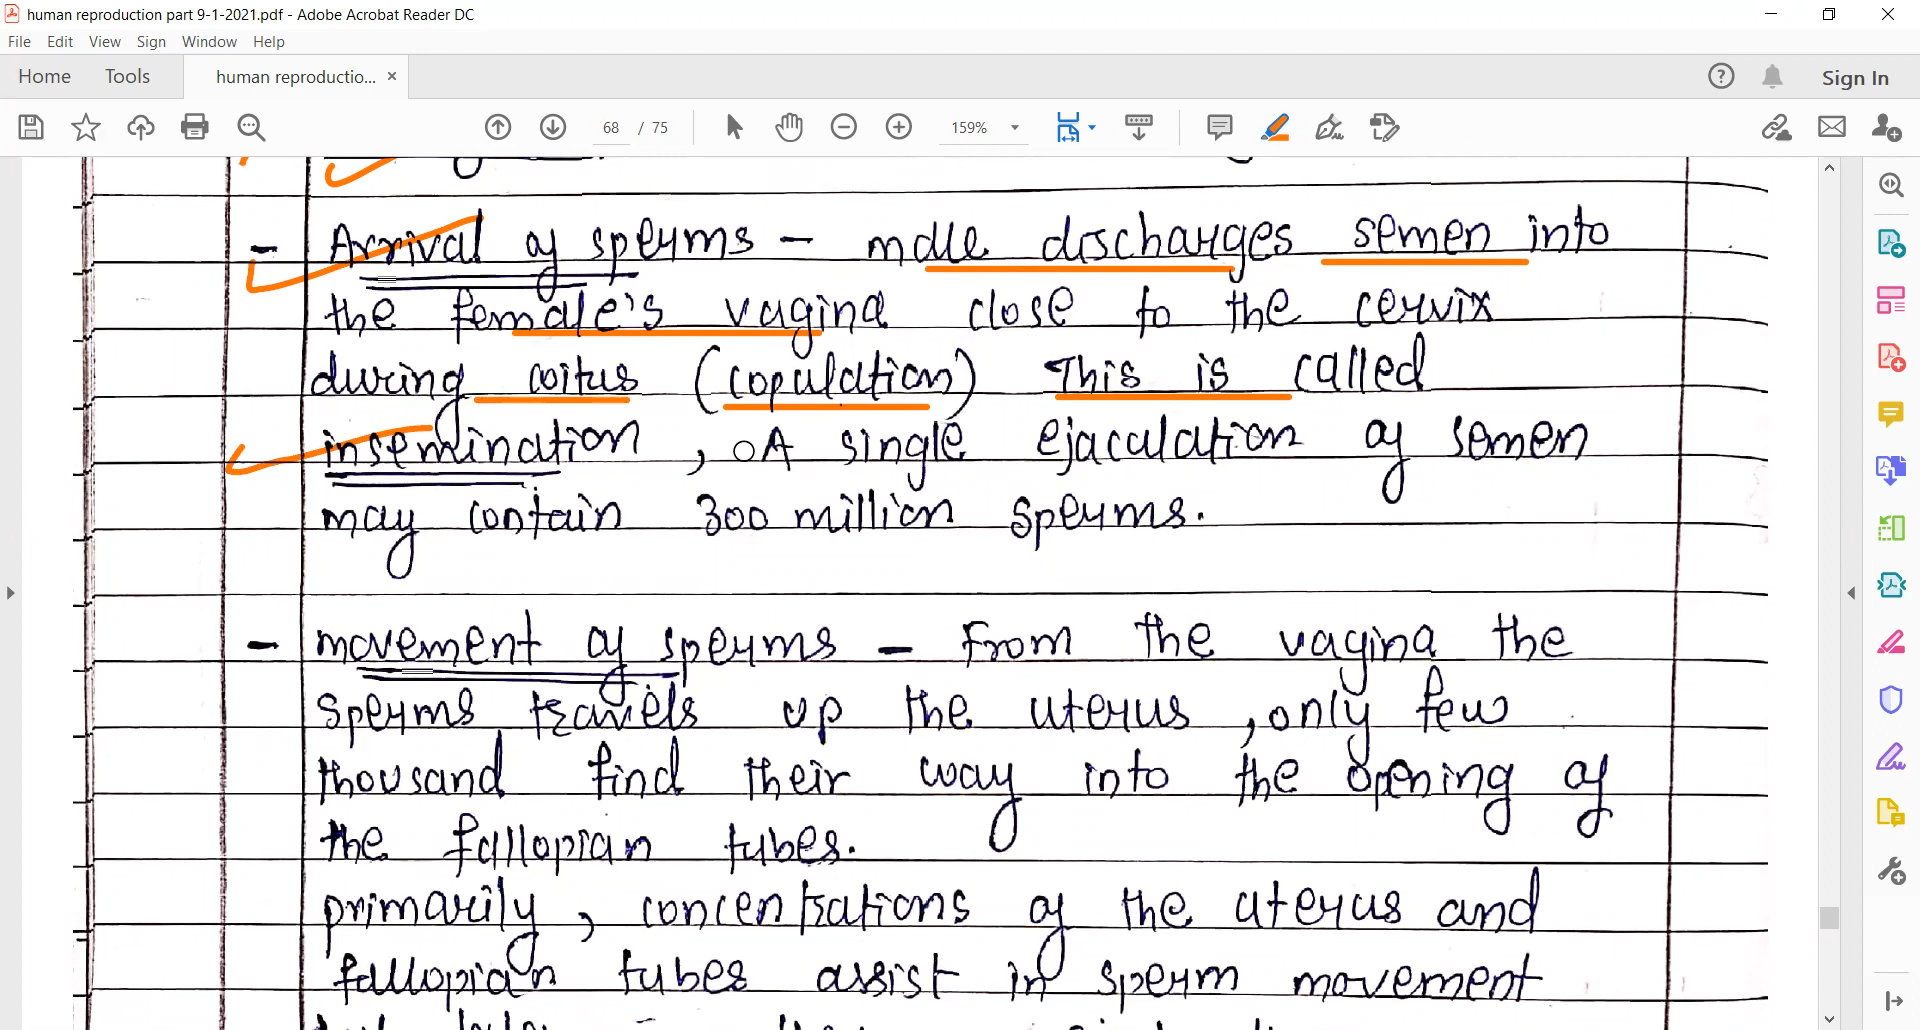 human reproduction part 9-1-2021.pdf - Adobe Acrobat Reader DC
File Edit View Sign Window Help
Home Tools human reproductio... ×
68 / 75 159%
Sign In
- Arrival of sperms - male discharges semen into
the female's vagina close to the cervix
during coitus (copulation) This is called
insemination, A single ejaculation of semen
may contain 300 million sperms.
- movement of sperms - From the vagina the
sperms travels up the uterus, only few
thousand find their way into the opening of
the fallopian tubes.
primarily, concentrations of the uterus and
fallopian tubes assist in sperm movement